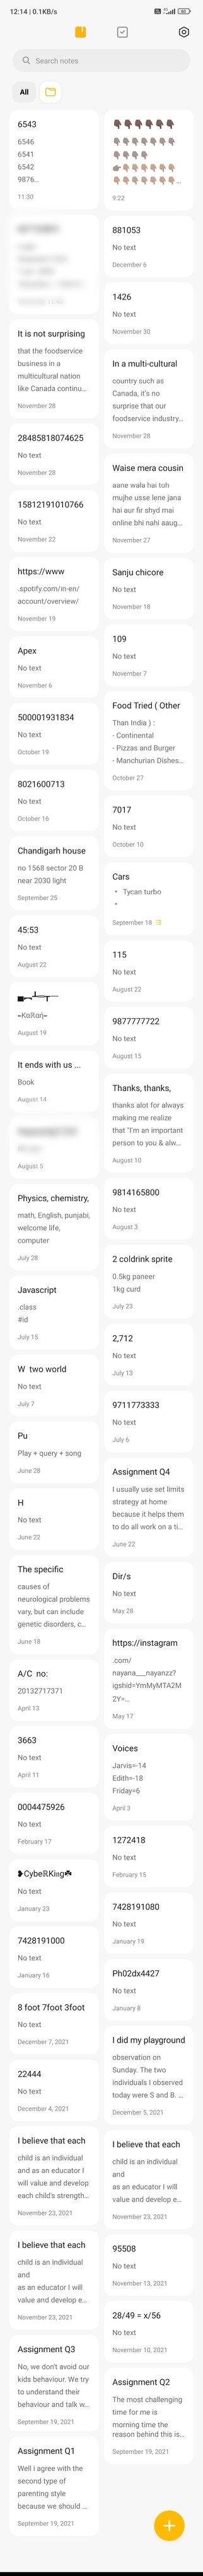 12:14 | 0.1KB/s
Search notes
All
6543
6546
6541
6542
9876...
11:30
It is not surprising
that the foodservice
business in a
multicultural nation
like Canada continu...
November 28
28485818074625
No text
November 28
15812191010766
No text
November 22
https://www
.spotify.com/in-en/
account/overview/
November 19
Apex
No text
November 6
500001931834
No text
October 19
8021600713
No text
October 16
Chandigarh house
no 1568 sector 20 B
near 2030 light
September 25
45:53
No text
August 22
August 19
It ends with us ...
Book
August 14
August 5
Physics, chemistry,
math, English, punjabi,
welcome life,
computer
July 28
Javascript
.class
#id
July 15
W two world
No text
July 7
Pu
Play + query + song
June 28
H
No text
June 22
The specific
causes of
neurological problems
vary, but can include
genetic disorders, c...
June 18
A/C no:
20132717371
April 13
3663
No text
April 11
0004475926
No text
February 17
❥CybeℝKing☘
No text
January 23
7428191000
No text
January 16
8 foot 7foot 3foot
No text
December 7, 2021
22444
No text
December 4, 2021
I believe that each
child is an individual
and as an educator I
will value and develop
each child's strength...
November 23, 2021
I believe that each
child is an individual
and
as an educator I will
value and develop e...
November 23, 2021
Assignment Q3
No, we don't avoid our
kids behaviour. We try
to understand their
behaviour and talk w...
September 19, 2021
Assignment Q1
Well i agree with the
second type of
parenting style
because we should ...
September 19, 2021
9:22
881053
No text
December 6
1426
No text
November 30
In a multi-cultural
country such as
Canada, it's no
surprise that our
foodservice industry...
November 28
Waise mera cousin
aane wala hai toh
mujhe usse lene jana
hai aur fir shyd mai
online bhi nahi aaug...
November 27
Sanju chicore
No text
November 18
109
No text
November 7
Food Tried ( Other
Than India ) :
- Continental
- Pizzas and Burger
- Manchurian Dishes...
October 27
7017
No text
October 10
Cars
• Tycan turbo
•
September 18
115
No text
August 22
9877777722
No text
August 15
Thanks, thanks,
thanks alot for always
making me realize
that "I'm an important
person to you & alw...
August 10
9814165800
No text
August 3
2 coldrink sprite
0.5kg paneer
1kg curd
July 23
2,712
No text
July 13
9711773333
No text
July 6
Assignment Q4
I usually use set limits
strategy at home
because it helps them
to do all work on a ti...
June 22
Dir/s
No text
May 28
https://instagram
.com/
nayana___nayanzz?
igshid=YmMyMTA2M
2Y=...
May 17
Voices
Jarvis=-14
Edith=-18
Friday=6
April 3
1272418
No text
February 15
7428191080
No text
January 19
Ph02dx4427
No text
January 8
I did my playground
observation on
Sunday. The two
individuals I observed
today were S and B. ...
December 5, 2021
I believe that each
child is an individual
and
as an educator I will
value and develop e...
November 23, 2021
95508
No text
November 13, 2021
28/49 = x/56
No text
November 10, 2021
Assignment Q2
The most challenging
time for me is
morning time the
reason behind this is...
September 19, 2021